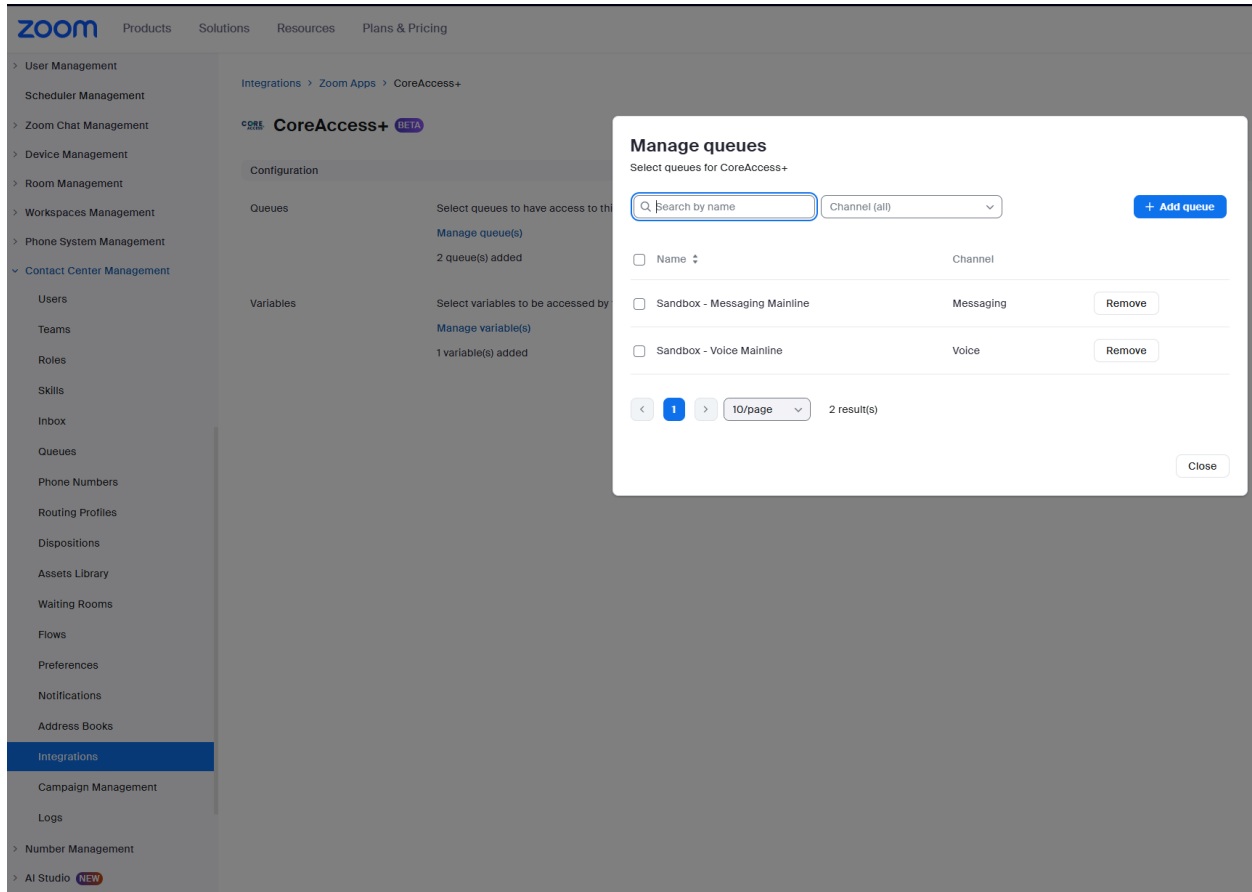 zoom Products Solutions Resources Plans & Pricing
User Management
Scheduler Management
Zoom Chat Management
Device Management
Room Management
Workspaces Management
Phone System Management
Contact Center Management
Users
Teams
Roles
Skills
Inbox
Queues
Phone Numbers
Routing Profiles
Dispositions
Assets Library
Waiting Rooms
Flows
Preferences
Notifications
Address Books
Integrations
Campaign Management
Logs
Number Management
AI Studio NEW
Integrations > Zoom Apps > CoreAccess+
CORE CoreAccess+ BETA
Configuration
Queues Select queues to have access to thi
Manage queue(s)
2 queue(s) added
Variables Select variables to be accessed by
Manage variable(s)
1 variable(s) added
Manage queues
Select queues for CoreAccess+
Search by name Channel (all) + Add queue
Name Channel
Sandbox - Messaging Mainline Messaging Remove
Sandbox - Voice Mainline Voice Remove
< 1 > 10/page 2 result(s)
Close